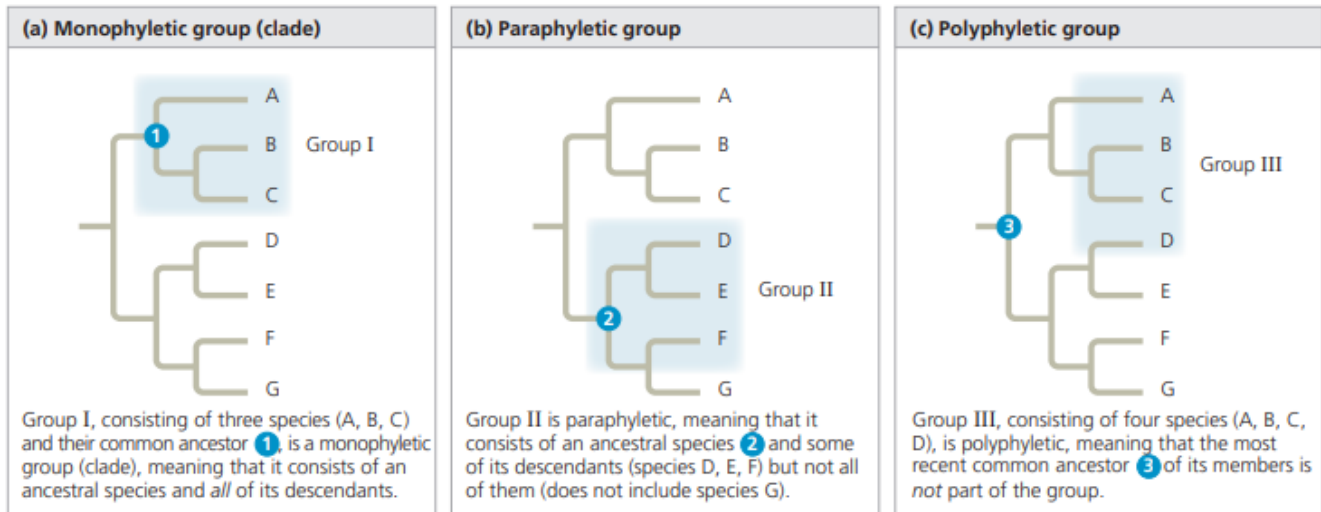 (a) Monophyletic group (clade)
A
1
B
Group I
C
D
E
F
G
Group I, consisting of three species (A, B, C)
and their common ancestor 1, is a monophyletic
group (clade), meaning that it consists of an
ancestral species and all of its descendants.
(b) Paraphyletic group
A
B
C
D
E
Group II
2
F
G
Group II is paraphyletic, meaning that it
consists of an ancestral species 2 and some
of its descendants (species D, E, F) but not all
of them (does not include species G).
(c) Polyphyletic group
A
B
Group III
C
3
D
E
F
G
Group III, consisting of four species (A, B, C,
D), is polyphyletic, meaning that the most
recent common ancestor 3 of its members is
not part of the group.